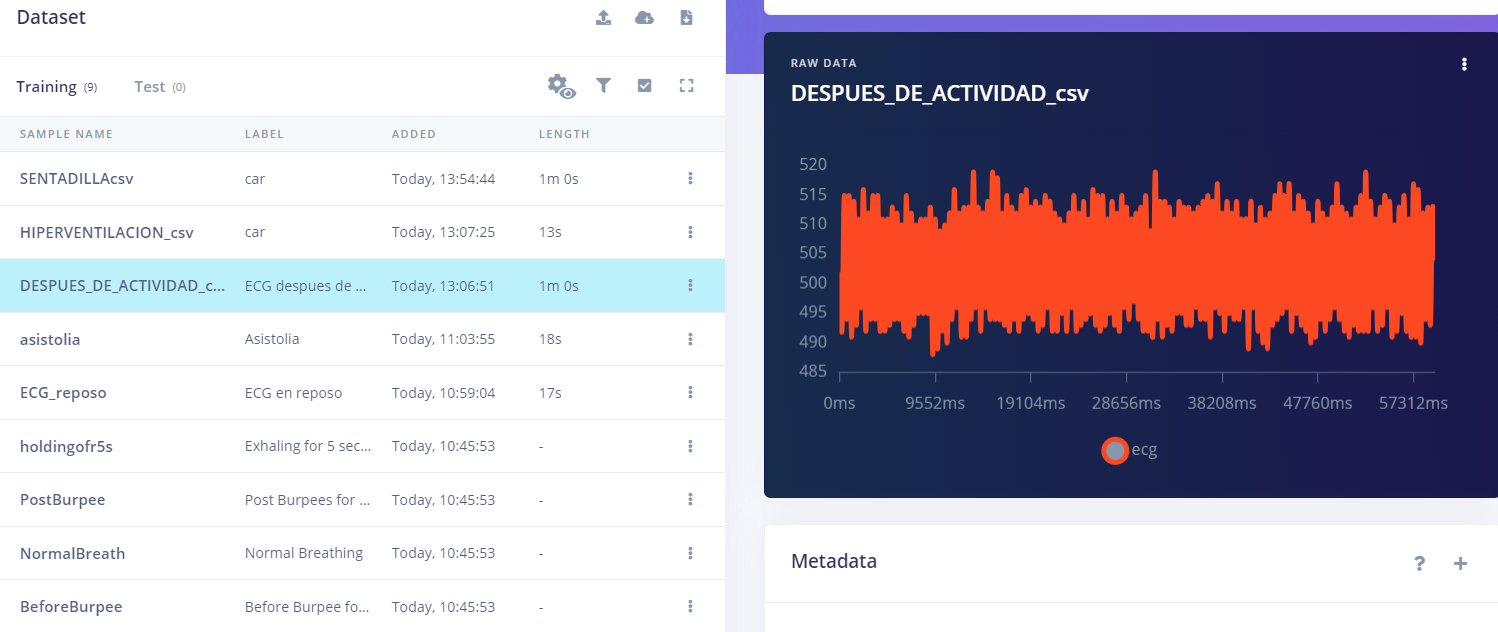 Dataset
Training (9) Test (0)
SAMPLE NAME LABEL ADDED LENGTH
SENTADILLAcsv car Today, 13:54:44 1m 0s
HIPERVENTILACION_csv car Today, 13:07:25 13s
DESPUES_DE_ACTIVIDAD_c... ECG despues de ... Today, 13:06:51 1m 0s
asistolia Asistolia Today, 11:03:55 18s
ECG_reposo ECG en reposo Today, 10:59:04 17s
holdingofr5s Exhaling for 5 sec... Today, 10:45:53 -
PostBurpee Post Burpees for ... Today, 10:45:53 -
NormalBreath Normal Breathing Today, 10:45:53 -
BeforeBurpee Before Burpee fo... Today, 10:45:53 -
RAW DATA
DESPUES_DE_ACTIVIDAD_csv
520
515
510
505
500
495
490
485
0ms 9552ms 19104ms 28656ms 38208ms 47760ms 57312ms
ecg
Metadata ? +